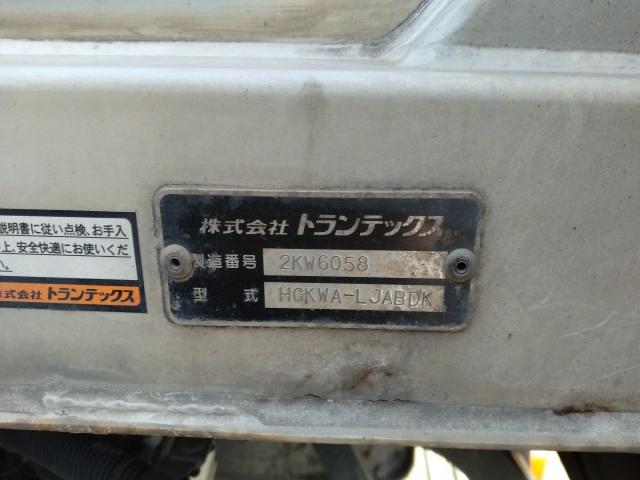 株式会社 トランテックス
製造番号 2KW6058
型式 HGKWA-LJABDK
説明書に従い点検、お手入
上、安全快適にお使いくだ
い。
株式会社 トランテックス